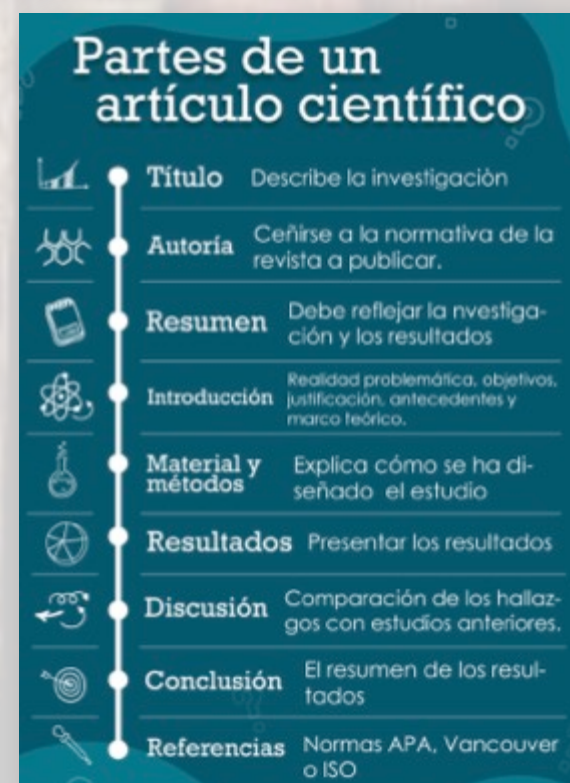 Partes de un
artículo científico
Título Describe la investigación
Autoría Ceñirse a la normativa de la
revista a publicar.
Resumen Debe reflejar la nvestiga-
ción y los resultados
Introducción Realidad problemática, objetivos,
justificación, antecedentes y
marco teórico.
Material y
métodos Explica cómo se ha di-
señado el estudio
Resultados Presentar los resultados
Discusión Comparación de los hallaz-
gos con estudios anteriores.
Conclusión El resumen de los resul-
tados
Referencias Normas APA, Vancouver
o ISO